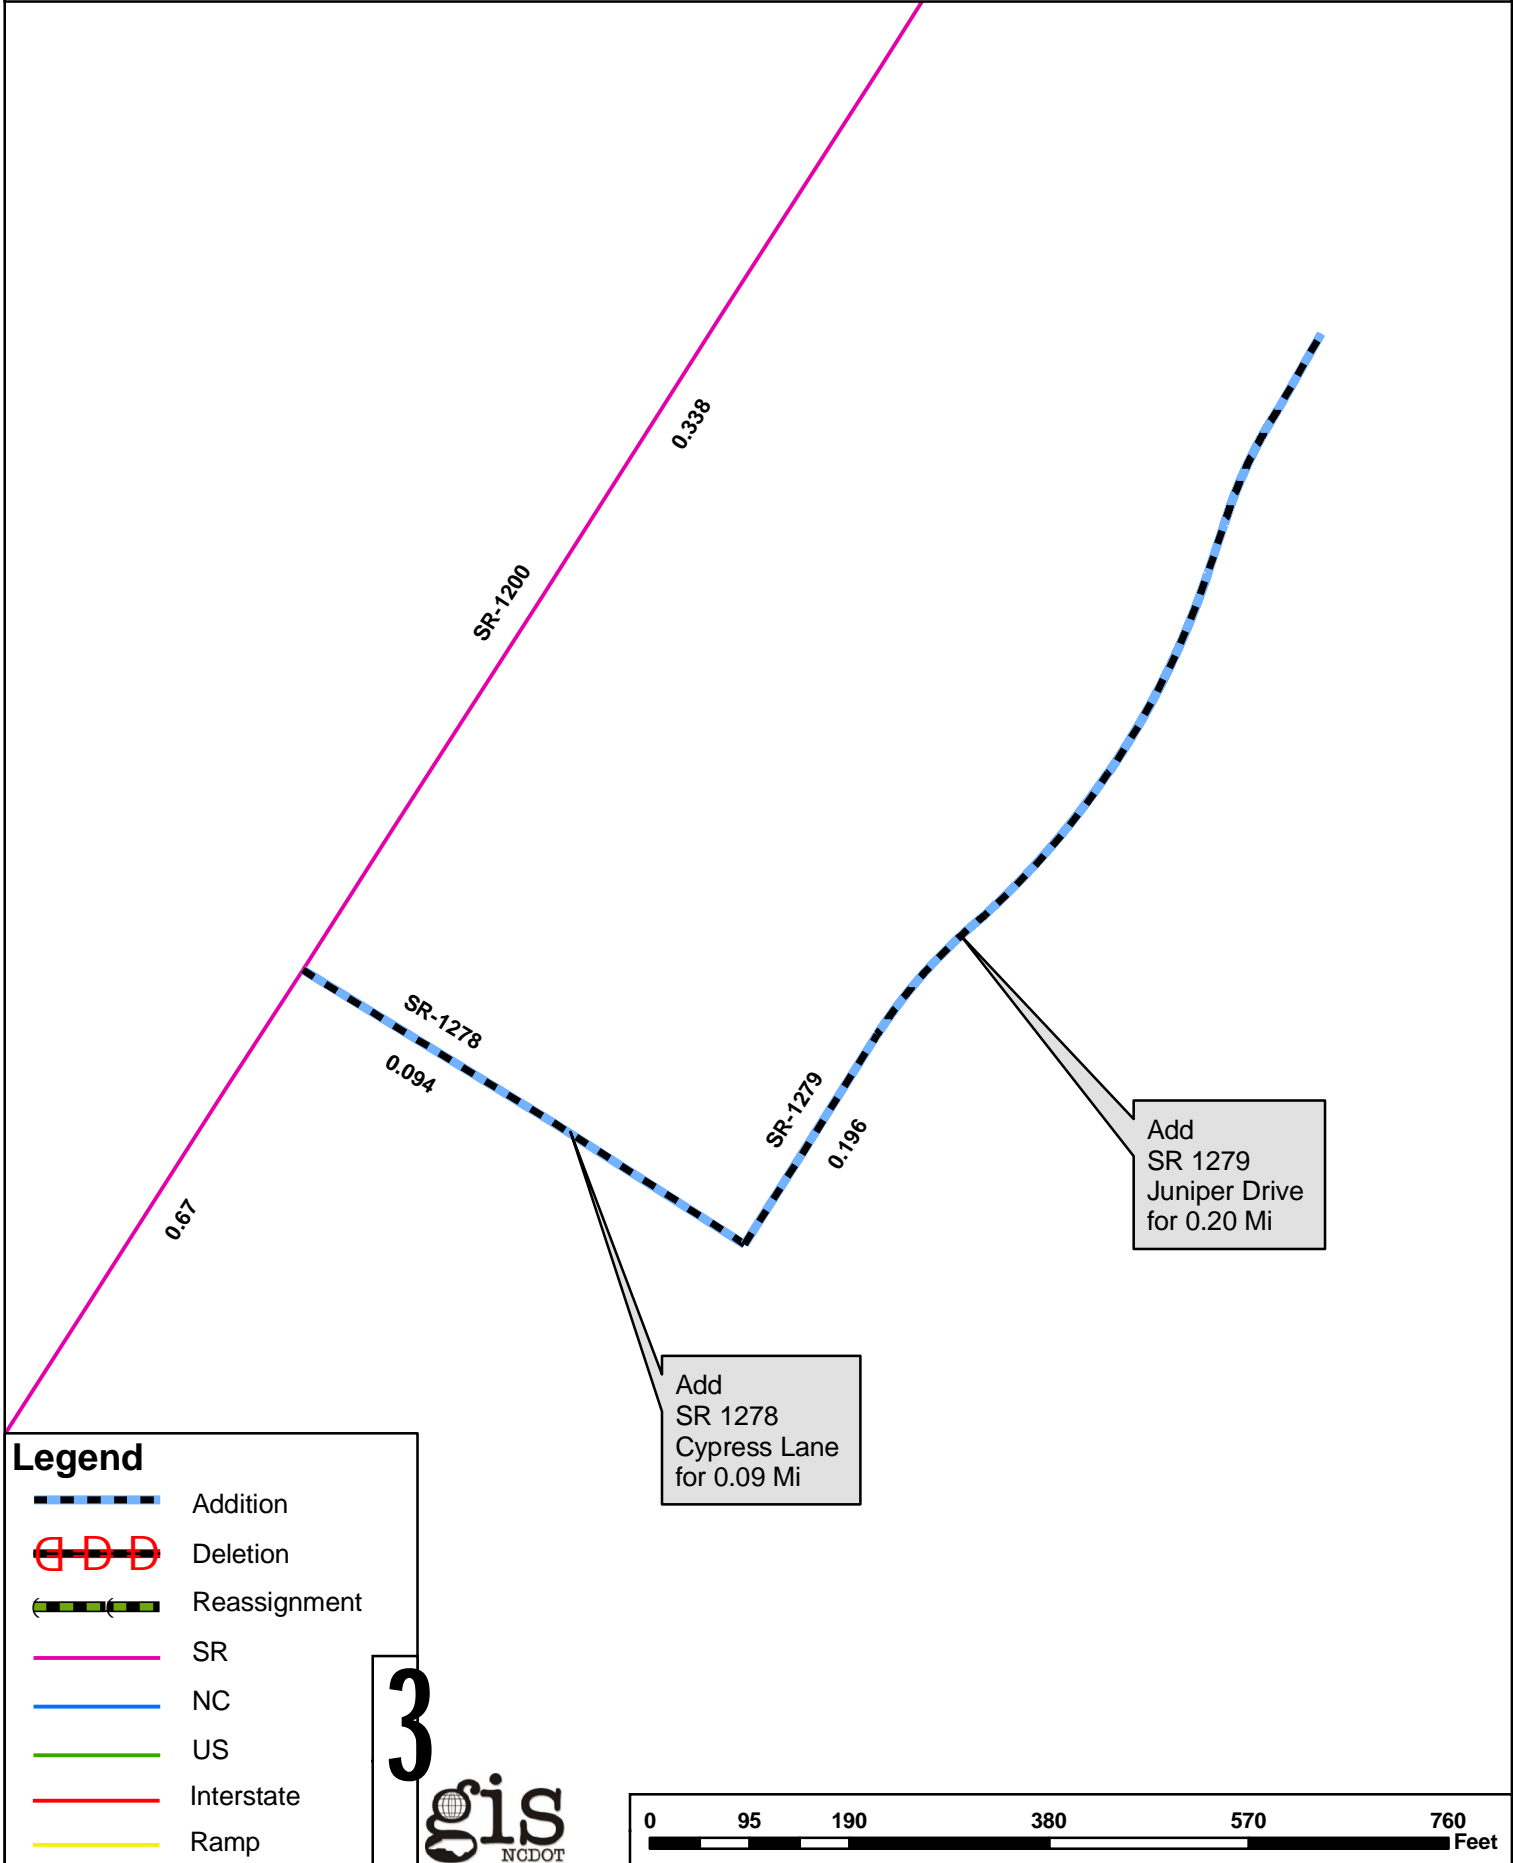 0.338
SR-1200
SR-1278
0.094
SR-1279
0.196
0.67
Add
SR 1279
Juniper Drive
for 0.20 Mi
Add
SR 1278
Cypress Lane
for 0.09 Mi
Legend
Addition
D D D Deletion
Reassignment
SR
NC
US
Interstate
Ramp
3
gis
NCDOT
0 95 190 380 570 760
Feet